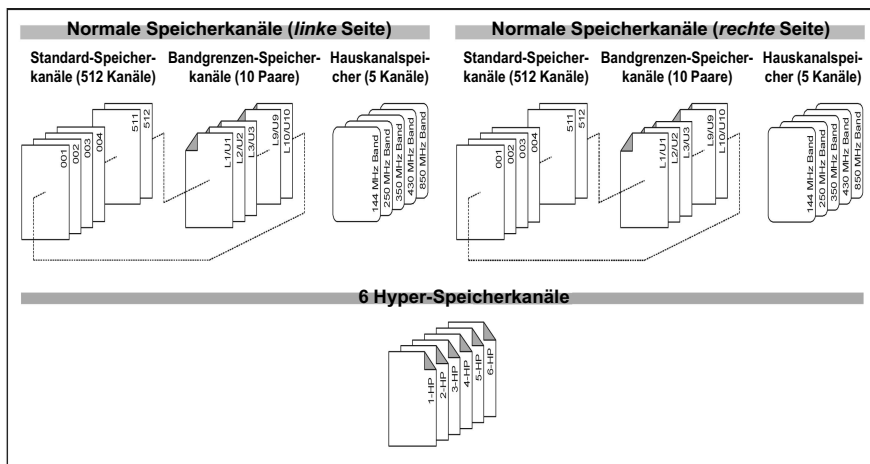 Normale Speicherkanäle (linke Seite)
Standard-Speicher-
kanäle (512 Kanäle)
Bandgrenzen-Speicher-
kanäle (10 Paare)
Hauskanalspei-
cher (5 Kanäle)
001
002
003
004
511
512
L1/U1
L2/U2
L3/U3
L9/U9
L10/U10
144 MHz Band
250 MHz Band
350 MHz Band
430 MHz Band
850 MHz Band
Normale Speicherkanäle (rechte Seite)
Standard-Speicher-
kanäle (512 Kanäle)
Bandgrenzen-Speicher-
kanäle (10 Paare)
Hauskanalspei-
cher (5 Kanäle)
001
002
003
004
511
512
L1/U1
L2/U2
L3/U3
L9/U9
L10/U10
144 MHz Band
250 MHz Band
350 MHz Band
430 MHz Band
850 MHz Band
6 Hyper-Speicherkanäle
1-HP
2-HP
3-HP
4-HP
5-HP
6-HP